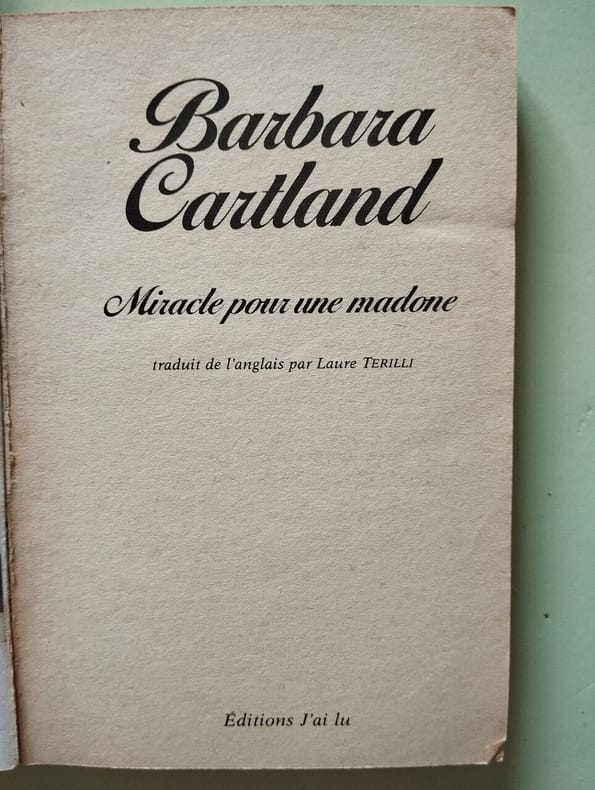 Barbara
Cartland
Miracle pour une madone
traduit de l'anglais par Laure TERILLI
Éditions J'ai lu